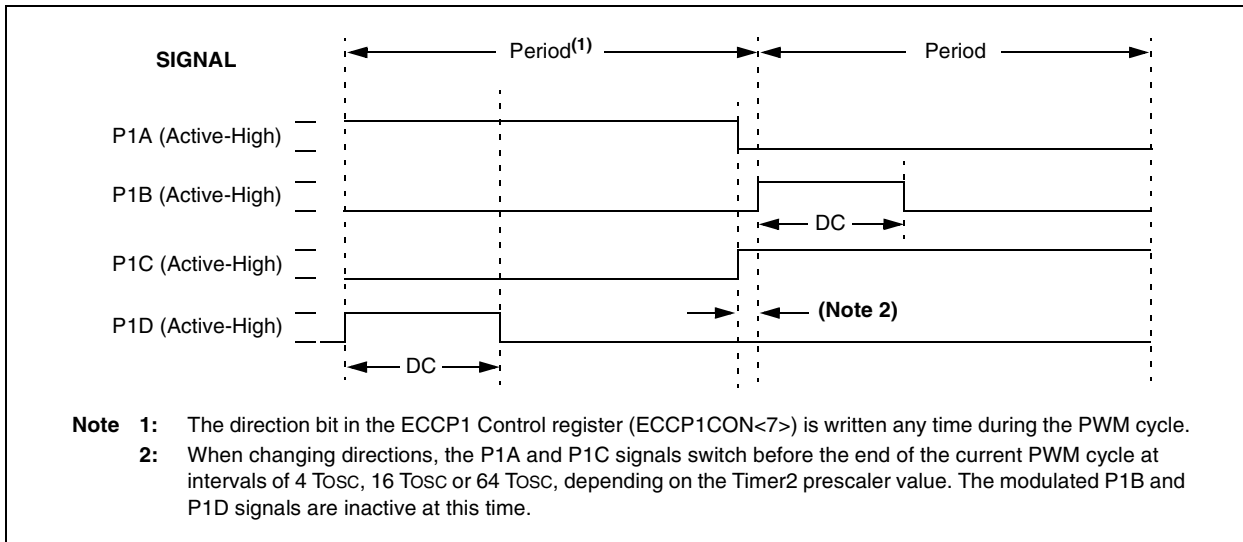 SIGNAL
Period(1)
Period
P1A (Active-High)
P1B (Active-High)
DC
P1C (Active-High)
(Note 2)
P1D (Active-High)
DC
Note 1: The direction bit in the ECCP1 Control register (ECCP1CON<7>) is written any time during the PWM cycle.
2: When changing directions, the P1A and P1C signals switch before the end of the current PWM cycle at
intervals of 4 TOSC, 16 TOSC or 64 TOSC, depending on the Timer2 prescaler value. The modulated P1B and
P1D signals are inactive at this time.